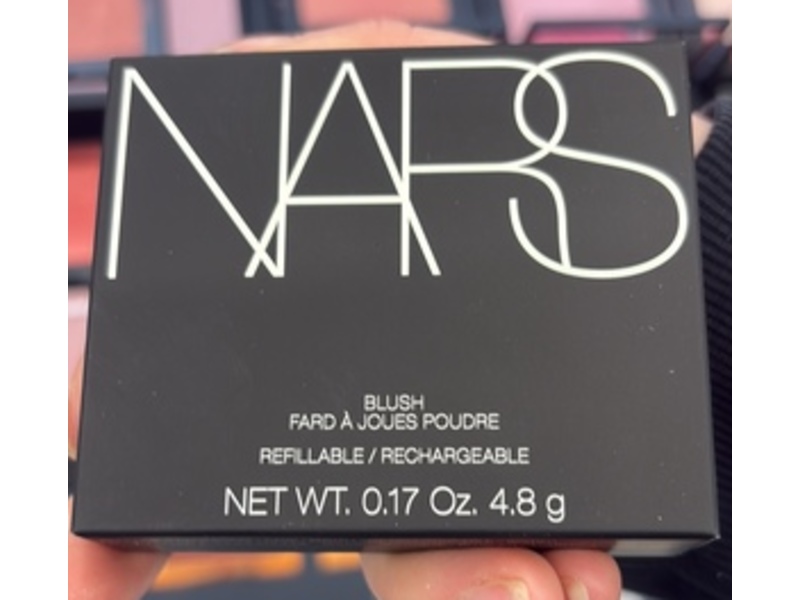 NARS
BLUSH
FARD À JOUES POUDRE
REFILLABLE / RECHARGEABLE
NET WT. 0.17 Oz. 4.8 g